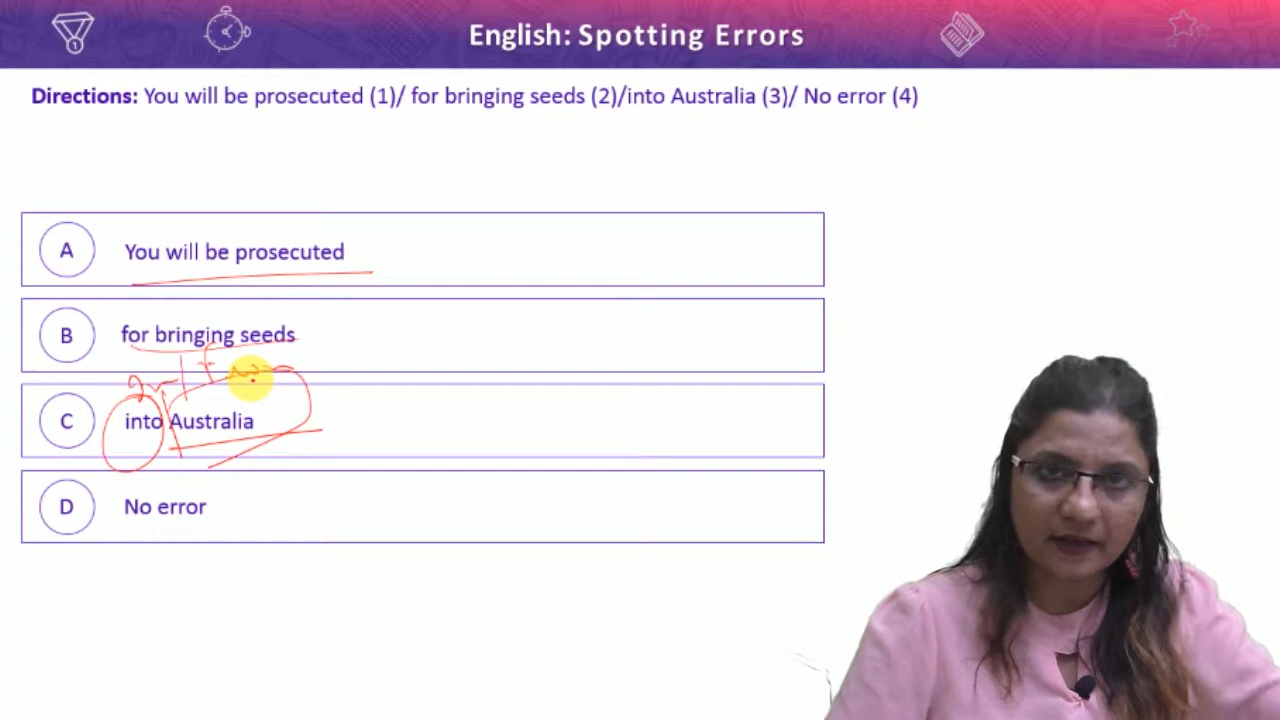 English: Spotting Errors
Directions: You will be prosecuted (1)/ for bringing seeds (2)/into Australia (3)/ No error (4)
A You will be prosecuted
B for bringing seeds
C into Australia
D No error